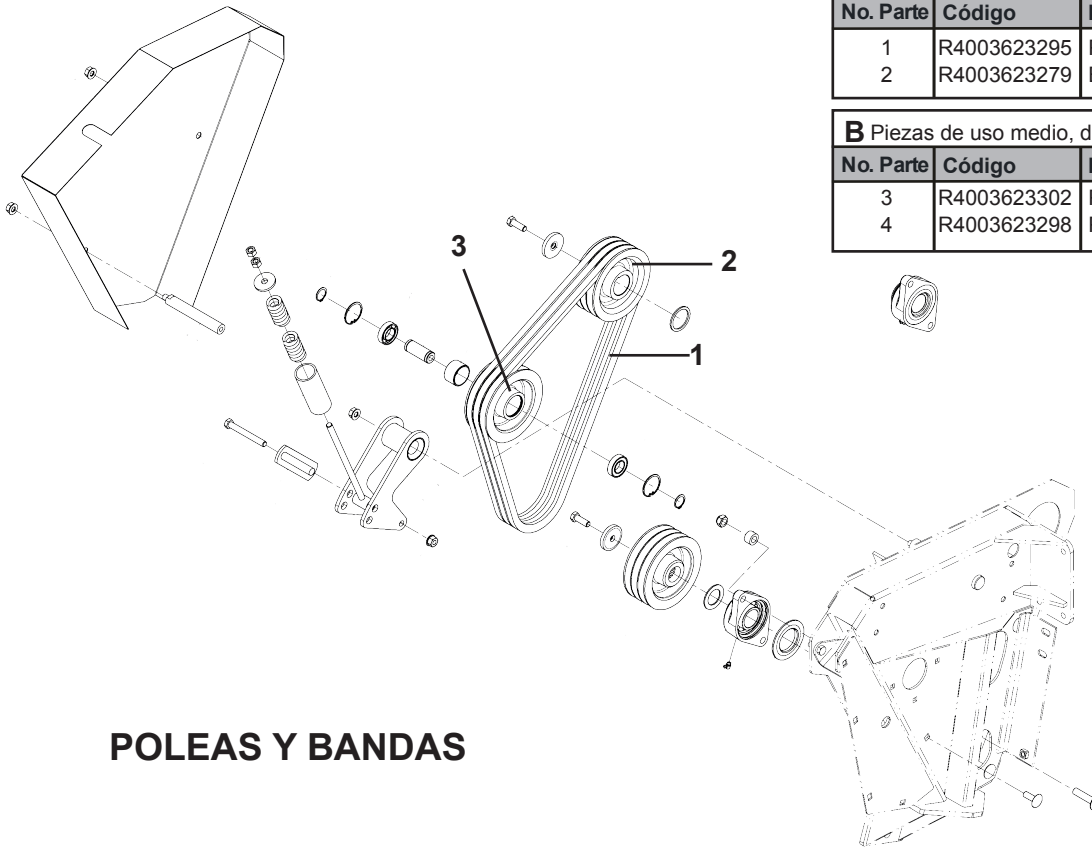 No. Parte Código
1 R4003623295
2 R4003623279
B Piezas de uso medio, d
No. Parte Código
3 R4003623302
4 R4003623298
3
2
1
POLEAS Y BANDAS